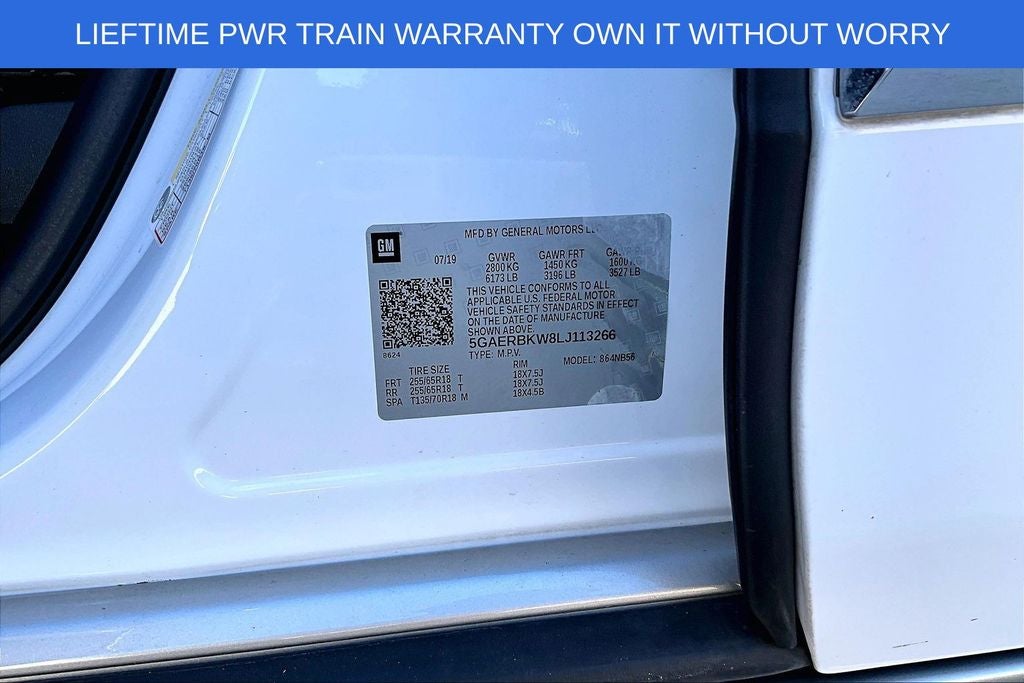 LIEFTIME PWR TRAIN WARRANTY OWN IT WITHOUT WORRY
GM
MFD BY GENERAL MOTORS
07/19 GVWR GAWR FRT
2800 KG 1450 KG
6173 LB 3196 LB 3527 LB
THIS VEHICLE CONFORMS TO ALL
APPLICABLE U.S. FEDERAL MOTOR
VEHICLE SAFETY STANDARDS IN EFFECT
ON THE DATE OF MANUFACTURE
SHOWN ABOVE.
5GAERBKW8LJ113266
8624
TYPE: M.P.V. MODEL: 864NB56
TIRE SIZE RIM
FRT 255/65R18 T 18X7.5J
RR 255/65R18 T 18X7.5J
SPA T135/70R18 M 18X4.5B